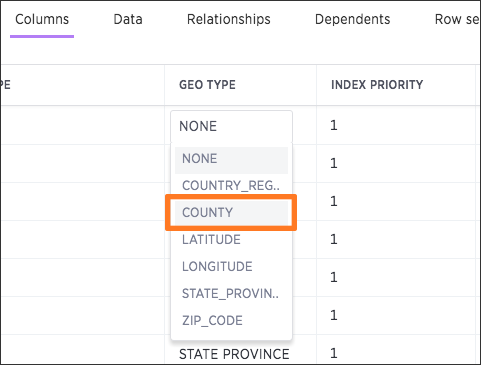 Columns Data Relationships Dependents Row se
PE GEO TYPE INDEX PRIORITY
NONE 1
NONE 1
COUNTRY_REG..
COUNTY 1
LATITUDE 1
LONGITUDE 1
STATE_PROVIN..
ZIP_CODE 1
STATE PROVINCE 1